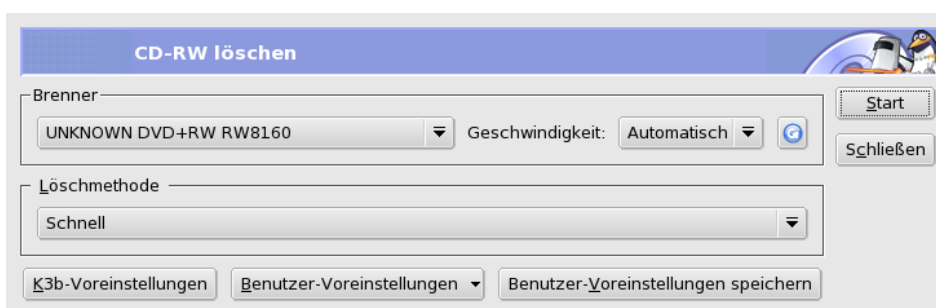 CD-RW löschen
Brenner
UNKNOWN DVD+RW RW8160
Geschwindigkeit:
Automatisch
Start
Schließen
Löschmethode
Schnell
K3b-Voreinstellungen
Benutzer-Voreinstellungen
Benutzer-Voreinstellungen speichern